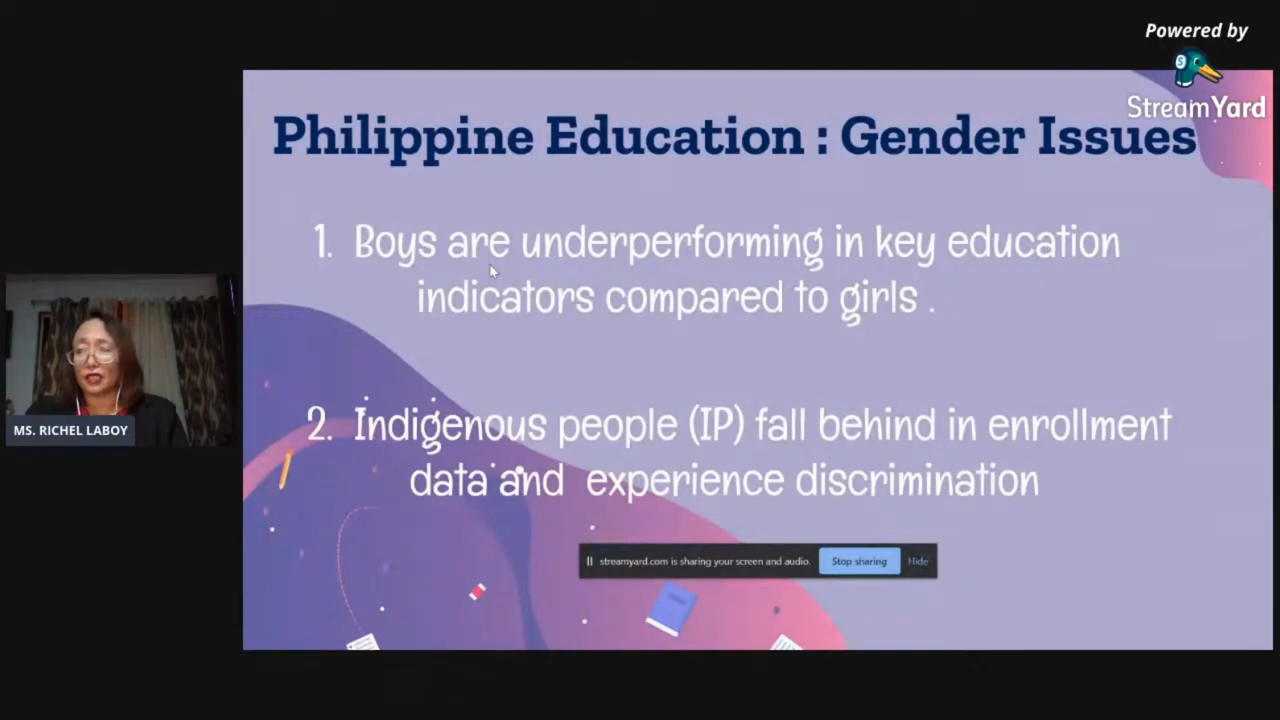 Powered by
StreamYard
Philippine Education : Gender Issues
1. Boys are underperforming in key education
indicators compared to girls .
MS. RICHEL LABOY
2. Indigenous people (IP) fall behind in enrollment
data and experience discrimination
streamyard.com is sharing your screen and audio. Stop sharing Hide